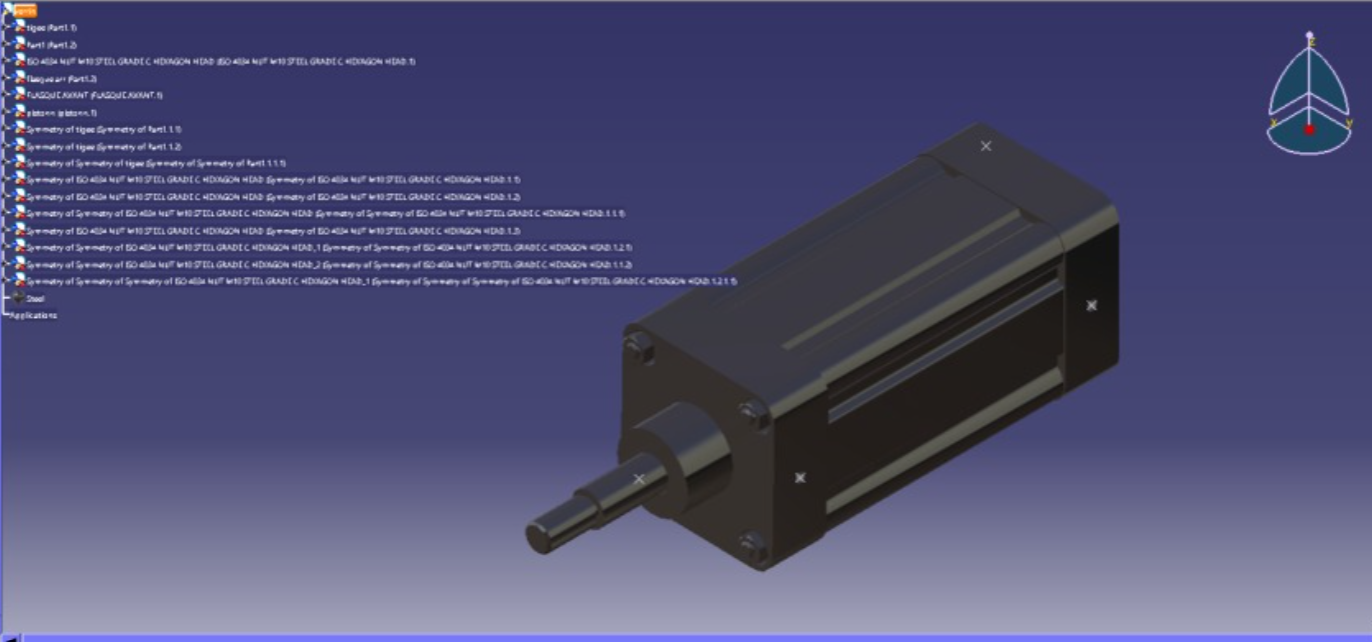 tiges (Part1.1)
Part1 (Part1.2)
ISO 4034 NUT M10 STEEL GRADE C HEXAGON HEAD (ISO 4034 NUT M10 STEEL GRADE C HEXAGON HEAD.1)
flasque arr (Part1.3)
FLASQUE AVANT (FLASQUE AVANT.1)
pistonn (pistonn.1)
Symmetry of tiges (Symmetry of Part1.1.1)
Symmetry of tiges (Symmetry of Part1.1.2)
Symmetry of Symmetry of tiges (Symmetry of Symmetry of Part1.1.1.1)
Symmetry of ISO 4034 NUT M10 STEEL GRADE C HEXAGON HEAD (Symmetry of ISO 4034 NUT M10 STEEL GRADE C HEXAGON HEAD.1.1)
Symmetry of ISO 4034 NUT M10 STEEL GRADE C HEXAGON HEAD (Symmetry of ISO 4034 NUT M10 STEEL GRADE C HEXAGON HEAD.1.2)
Symmetry of Symmetry of ISO 4034 NUT M10 STEEL GRADE C HEXAGON HEAD (Symmetry of Symmetry of ISO 4034 NUT M10 STEEL GRADE C HEXAGON HEAD.1.1.1)
Symmetry of ISO 4034 NUT M10 STEEL GRADE C HEXAGON HEAD (Symmetry of ISO 4034 NUT M10 STEEL GRADE C HEXAGON HEAD.1.3)
Symmetry of Symmetry of ISO 4034 NUT M10 STEEL GRADE C HEXAGON HEAD_1 (Symmetry of Symmetry of ISO 4034 NUT M10 STEEL GRADE C HEXAGON HEAD.1.2.1)
Symmetry of Symmetry of ISO 4034 NUT M10 STEEL GRADE C HEXAGON HEAD_2 (Symmetry of Symmetry of ISO 4034 NUT M10 STEEL GRADE C HEXAGON HEAD.1.1.2)
Symmetry of Symmetry of Symmetry of ISO 4034 NUT M10 STEEL GRADE C HEXAGON HEAD_1 (Symmetry of Symmetry of Symmetry of ISO 4034 NUT M10 STEEL GRADE C HEXAGON HEAD.1.2.1.1)
Steel
Applications
z
y